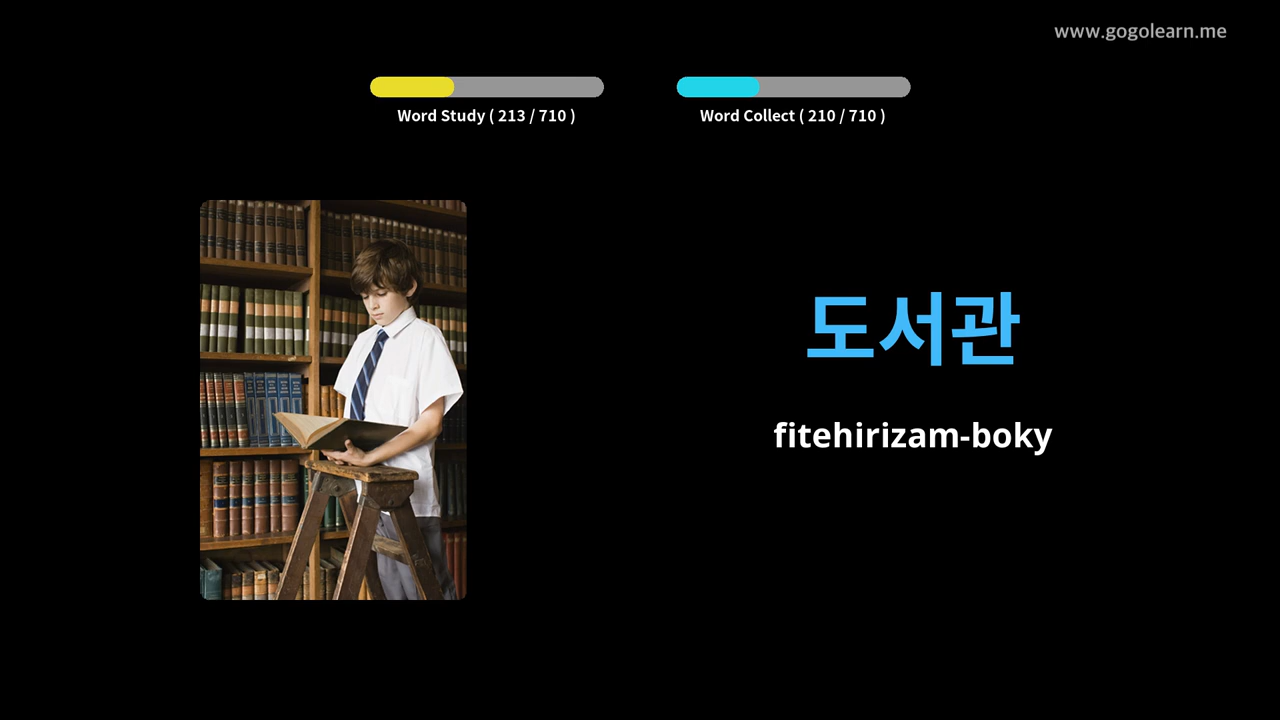 www.gogolearn.me
Word Study ( 213 / 710 )
Word Collect ( 210 / 710 )
도서관
fitehirizam-boky